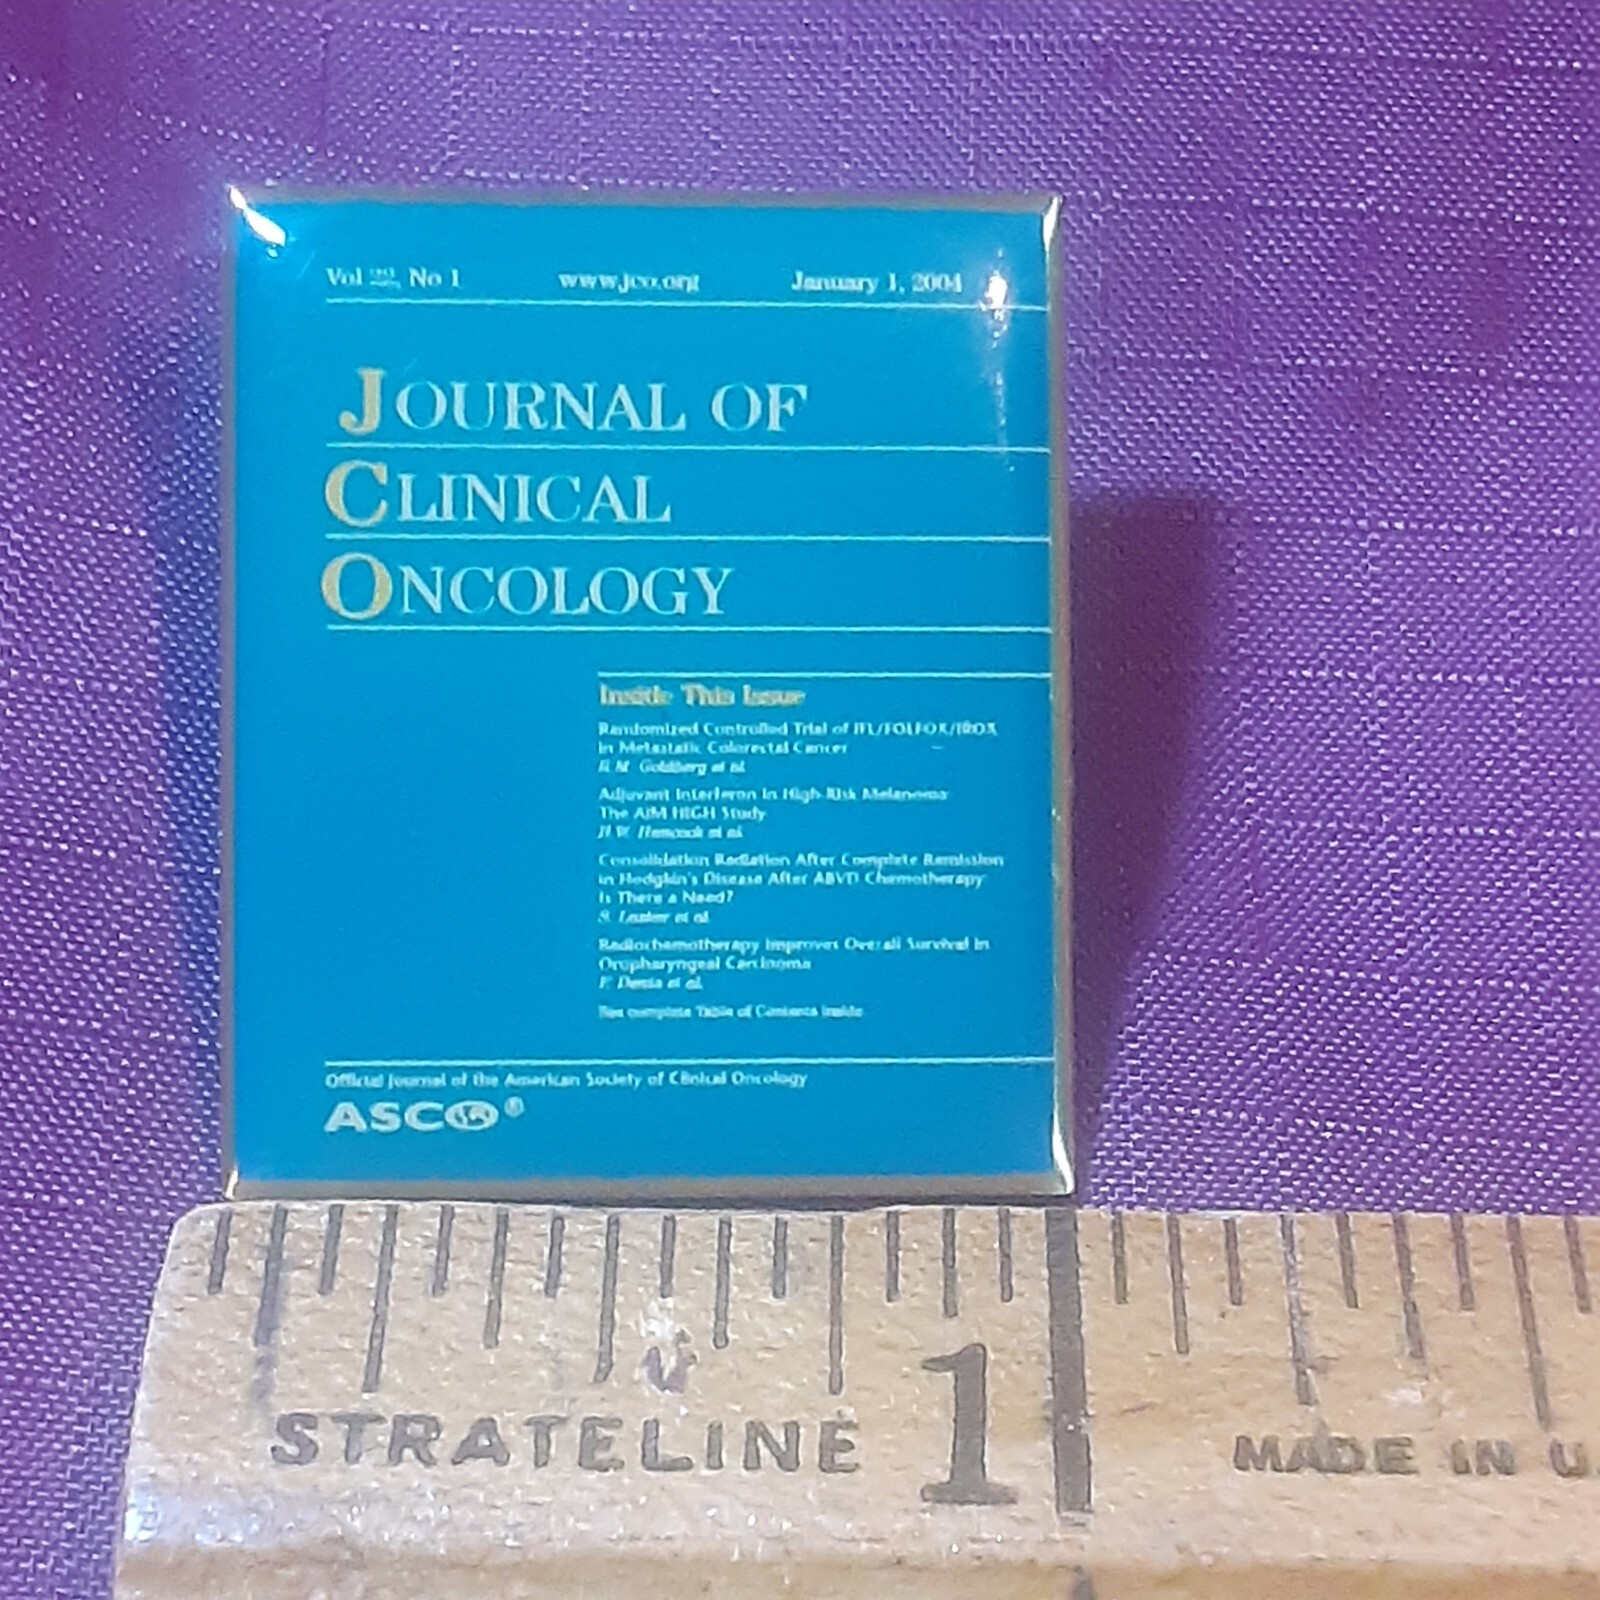 Vol 22, No 1 www.jco.org January 1, 2004
JOURNAL OF
CLINICAL
ONCOLOGY
Inside This Issue
Randomized Controlled Trial of IFL/FOLFOX/IROX
in Metastatic Colorectal Cancer
R.M. Goldberg et al.
Adjuvant Interferon in High-Risk Melanoma
The AIM HIGH Study
B.W. Hancock et al.
Consolidation Radiation After Complete Remission
in Hodgkin's Disease After ABVD Chemotherapy
Is There a Need?
S. et al.
Radiochemotherapy Improves Overall Survival in
Oropharyngeal Carcinoma
F. Denis et al.
See complete Table of Contents inside
Official Journal of the American Society of Clinical Oncology
ASCO®
STRATELINE 1 MADE IN U.